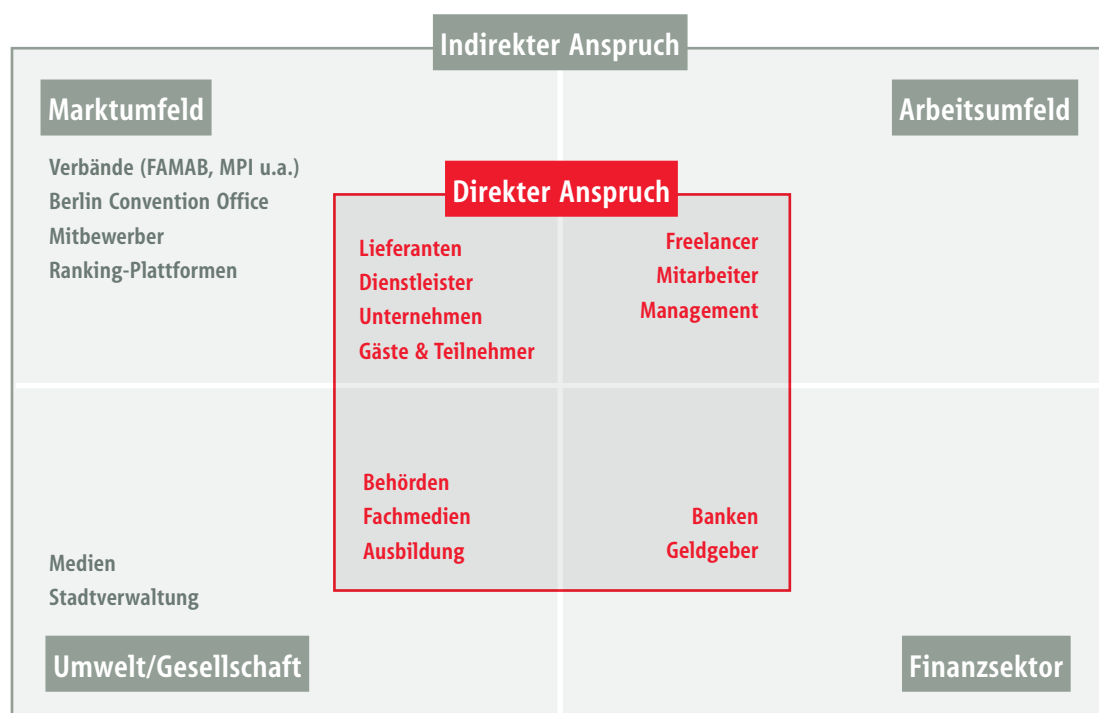 Indirekter Anspruch
Marktumfeld
Arbeitsumfeld
Verbände (FAMAB, MPI u.a.)
Berlin Convention Office
Mitbewerber
Ranking-Plattformen
Direkter Anspruch
Lieferanten
Dienstleister
Unternehmen
Gäste & Teilnehmer
Freelancer
Mitarbeiter
Management
Behörden
Fachmedien
Ausbildung
Banken
Geldgeber
Medien
Stadtverwaltung
Umwelt/Gesellschaft
Finanzsektor